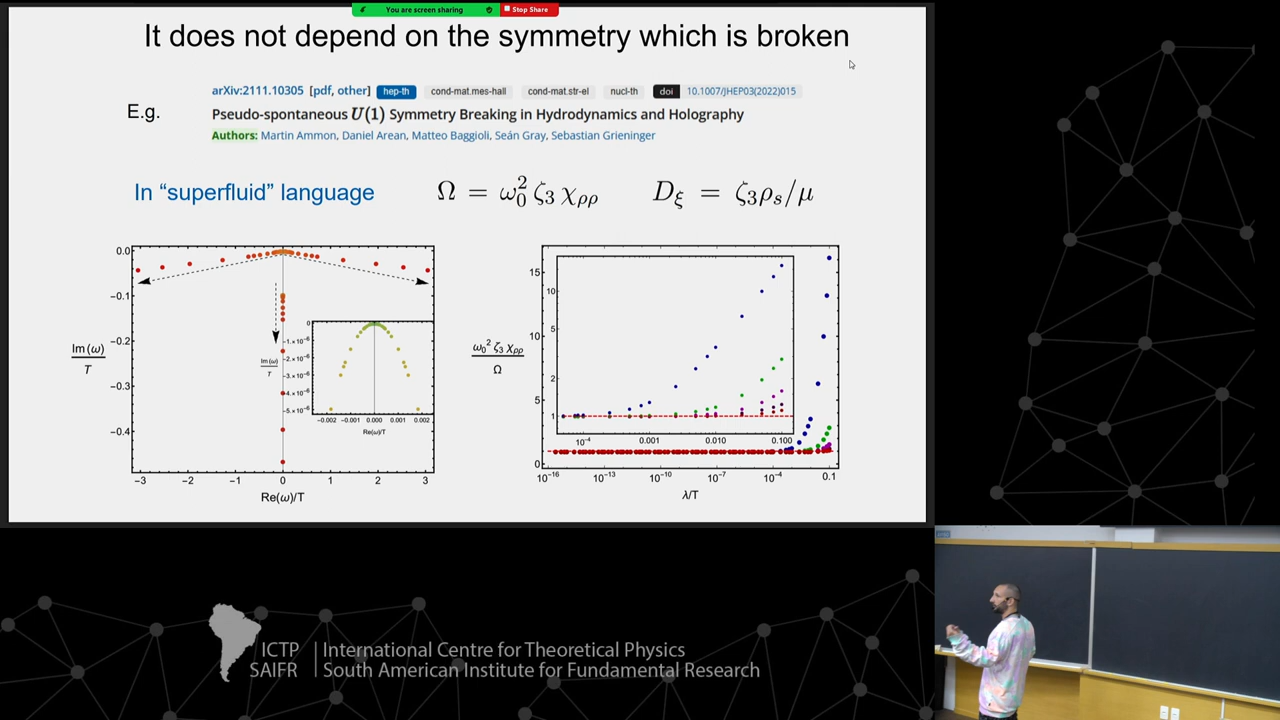 You are screen sharing
Stop Share
It does not depend on the symmetry which is broken
E.g.
arXiv:2111.10305 [pdf, other] hep-th cond-mat.mes-hall cond-mat.str-el nucl-th doi 10.1007/JHEP03(2022)015
Pseudo-spontaneous U(1) Symmetry Breaking in Hydrodynamics and Holography
Authors: Martin Ammon, Daniel Arean, Matteo Baggioli, Seán Gray, Sebastian Grieninger
In “superfluid” language
Ω = ω₀² ζ₃ χρρ
Dξ = ζ₃ρs/μ
Im(ω)
T
0.0
−0.1
−0.2
−0.3
−0.4
−3 −2 −1 0 1 2 3
Re(ω)/T
Im(ω)
T
0
−1.×10⁻⁶
−2.×10⁻⁶
−3.×10⁻⁶
−4.×10⁻⁶
−5.×10⁻⁶
−0.002 −0.001 0.000 0.001 0.002
Re(ω)/T
ω₀² ζ₃ χρρ
Ω
15
10
5
0
10⁻¹⁶ 10⁻¹³ 10⁻¹⁰ 10⁻⁷ 10⁻⁴ 0.1
λ/T
10
5
2
1
10⁻⁴ 0.001 0.010 0.100
ICTP
SAIFR
International Centre for Theoretical Physics
South American Institute for Fundamental Research